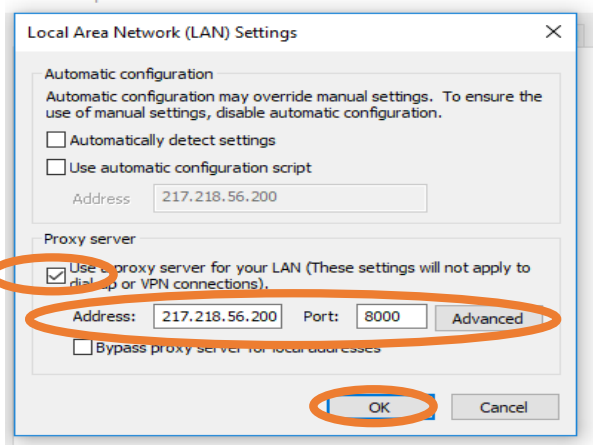 Local Area Network (LAN) Settings
Automatic configuration
Automatic configuration may override manual settings. To ensure the
use of manual settings, disable automatic configuration.
Automatically detect settings
Use automatic configuration script
Address 217.218.56.200
Proxy server
Use a proxy server for your LAN (These settings will not apply to
dial-up or VPN connections).
Address: 217.218.56.200 Port: 8000 Advanced
Bypass proxy server for local addresses
OK Cancel